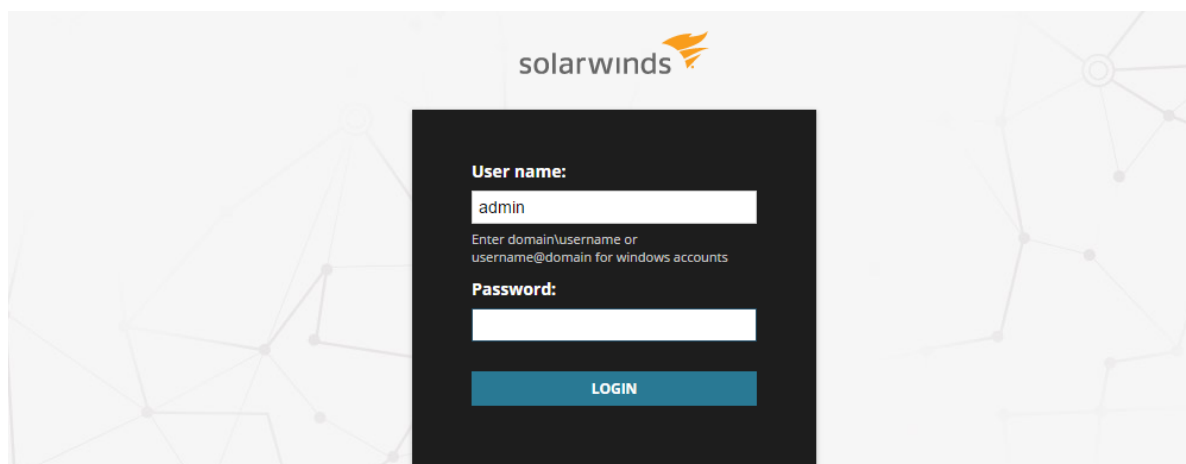 solarwinds
User name:
admin
Enter domain\username or
username@domain for windows accounts
Password:
LOGIN